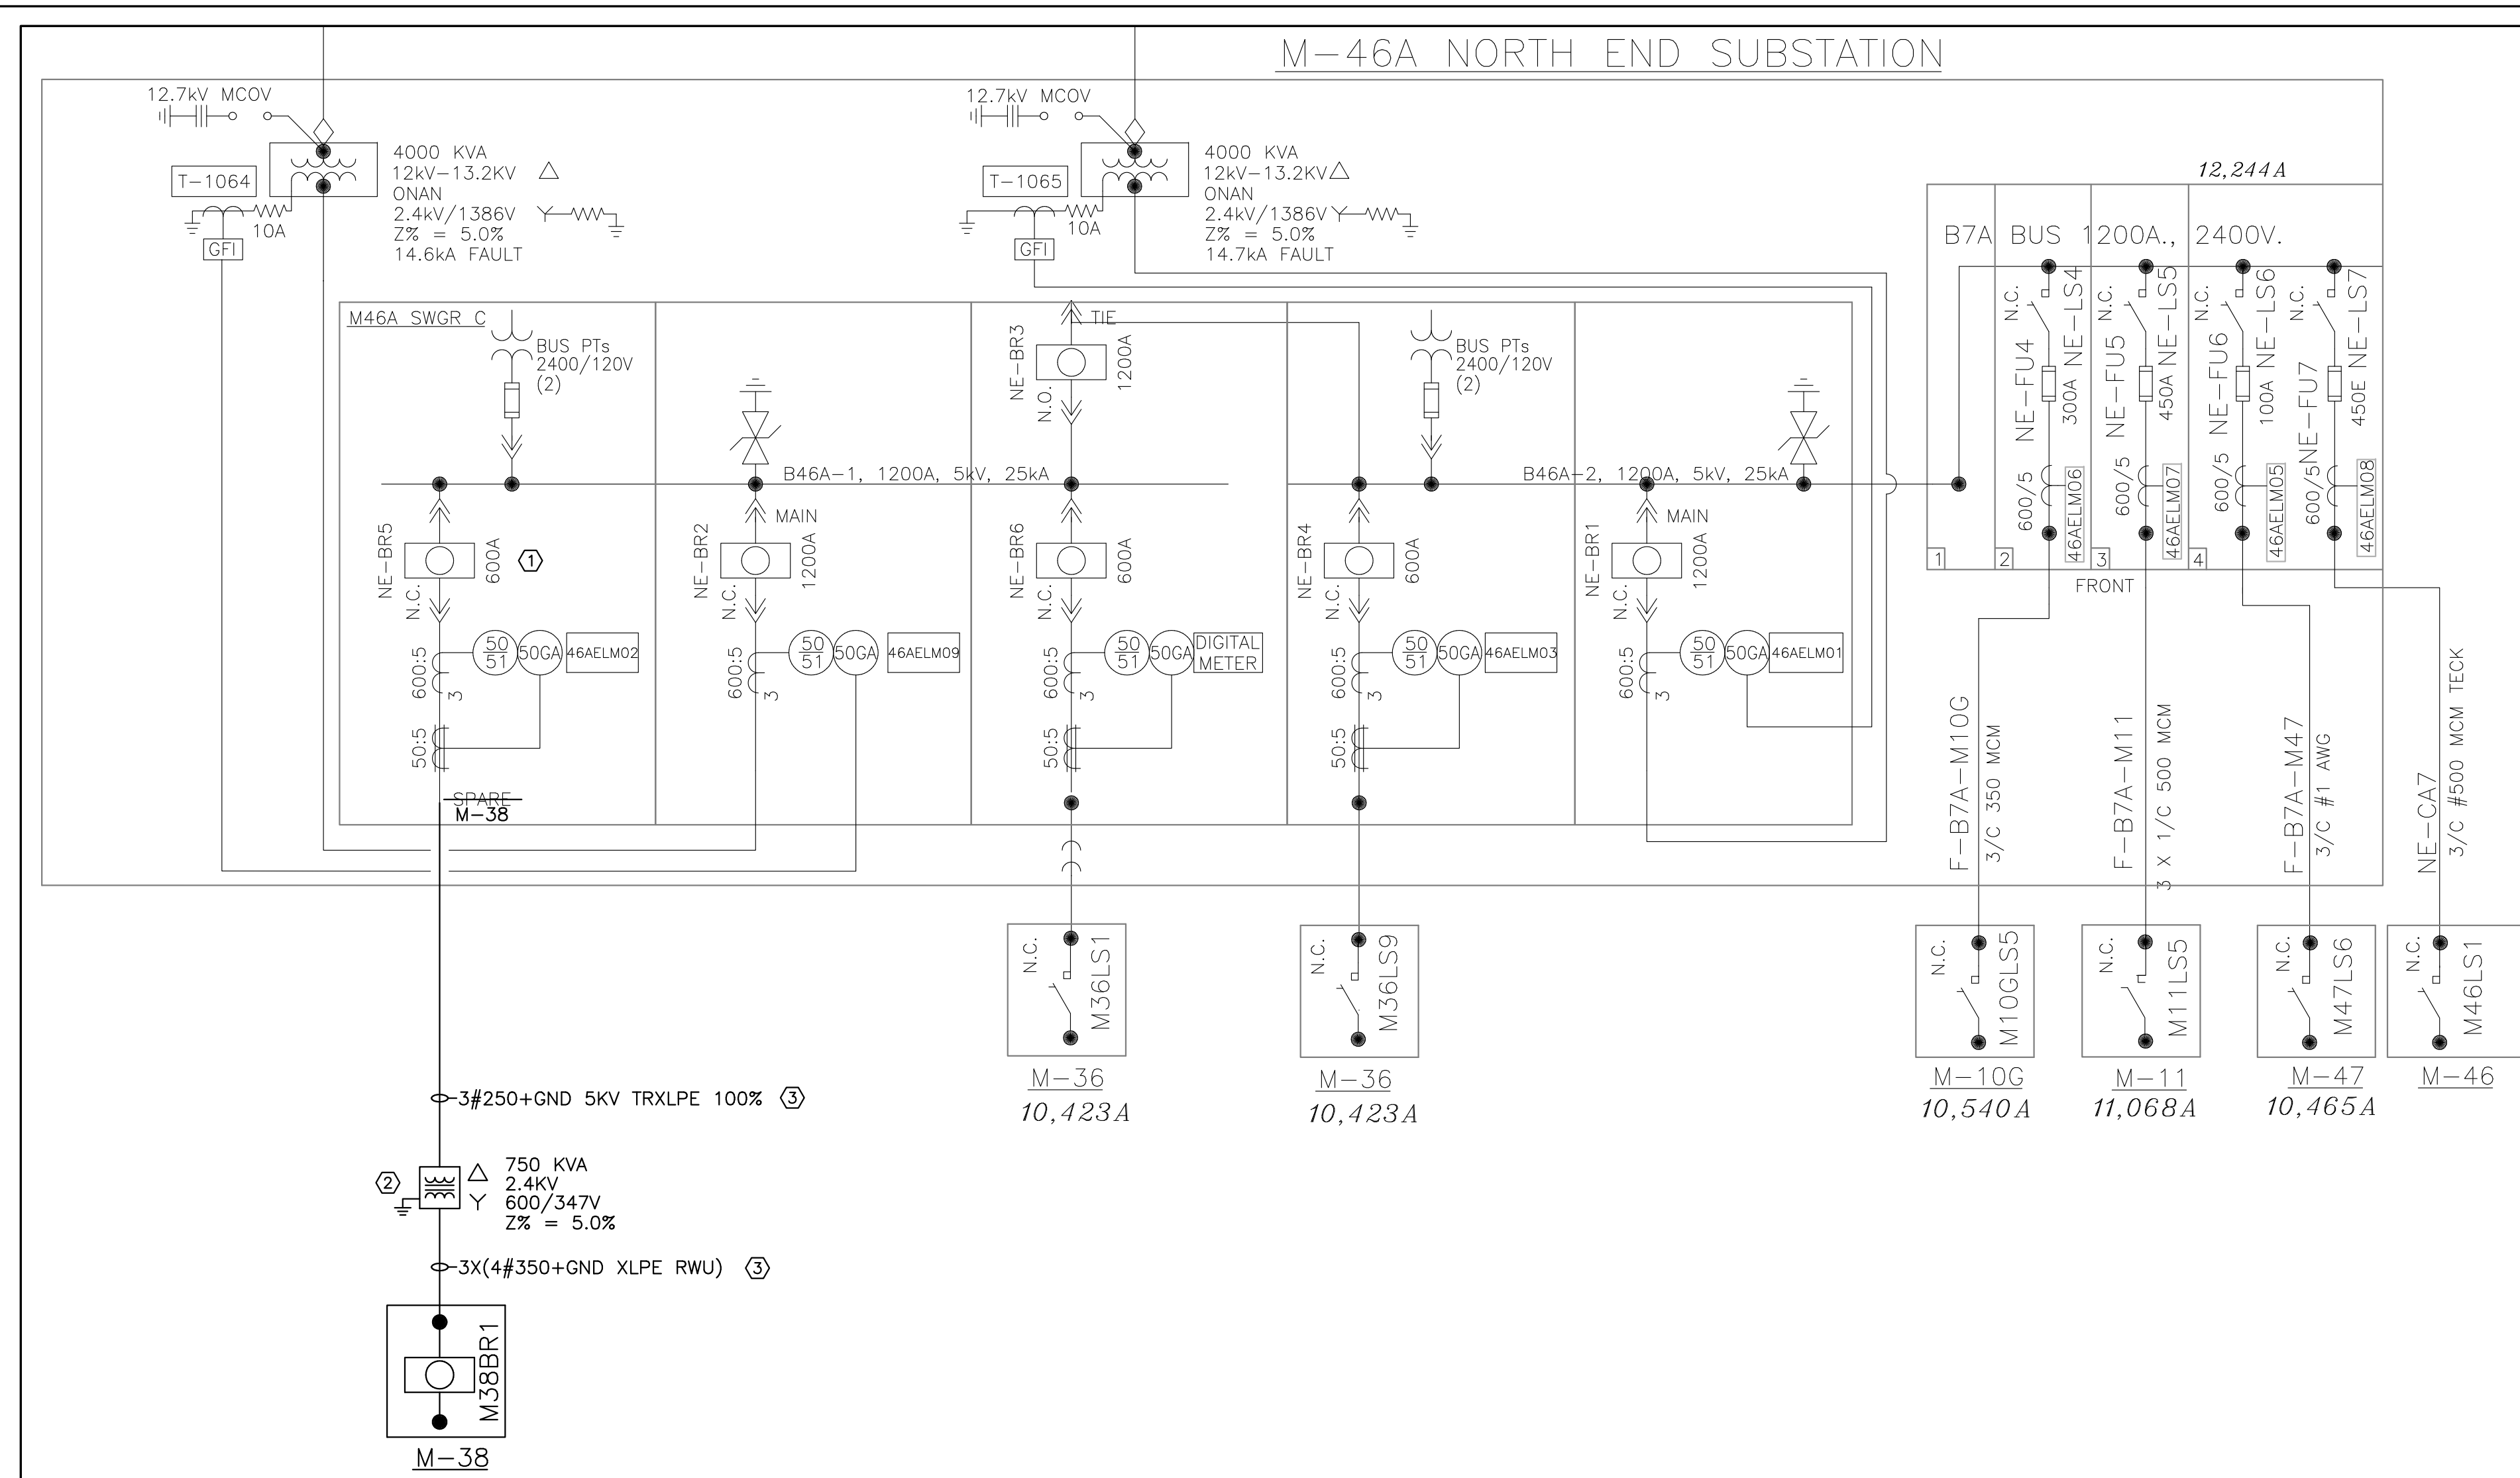 M-46A NORTH END SUBSTATION
12.7kV MCOV
T-1064
10A
GFI
4000 KVA
12kV-13.2KV
ONAN
2.4kV/1386V
Z% = 5.0%
14.6kA FAULT
12.7kV MCOV
T-1065
10A
GFI
4000 KVA
12kV-13.2KV
ONAN
2.4kV/1386V
Z% = 5.0%
14.7kA FAULT
12,244A
B7A BUS 1200A., 2400V.
M46A SWGR C
BUS PTs
2400/120V
(2)
TIE
NE-BR3
1200A
N.O.
BUS PTs
2400/120V
(2)
B46A-1, 1200A, 5kV, 25kA
B46A-2, 1200A, 5kV, 25kA
NE-BR5
600A
1
N.C.
600:5
3
50/51
50GA
46AELM02
50:5
SPARE
M-38
MAIN
NE-BR2
1200A
N.C.
600:5
3
50/51
50GA
46AELM09
NE-BR6
600A
N.C.
600:5
3
50/51
50GA
DIGITAL
METER
50:5
NE-BR4
600A
N.C.
600:5
3
50/51
50GA
46AELM03
50:5
MAIN
NE-BR1
1200A
N.C.
600:5
3
50/51
50GA
46AELM01
N.C.
NE-LS4
NE-FU4
300A
600/5
46AELM06
N.C.
NE-LS5
NE-FU5
450A
600/5
46AELM07
N.C.
NE-LS6
NE-FU6
100A
600/5
46AELM05
N.C.
NE-LS7
NE-FU7
450E
600/5
46AELM08
1
2
3
4
FRONT
F-B7A-M10G
3/C 350 MCM
F-B7A-M11
3 X 1/C 500 MCM
F-B7A-M47
3/C #1 AWG
NE-CA7
3/C #500 MCM TECK
N.C.
M36LS1
M-36
10,423A
N.C.
M36LS9
M-36
10,423A
N.C.
M10GLS5
M-10G
10,540A
N.C.
M11LS5
M-11
11,068A
N.C.
M47LS6
M-47
10,465A
N.C.
M46LS1
M-46
3#250+GND 5KV TRXLPE 100%
3
2
750 KVA
2.4KV
600/347V
Z% = 5.0%
3X(4#350+GND XLPE RWU)
3
M38BR1
M-38